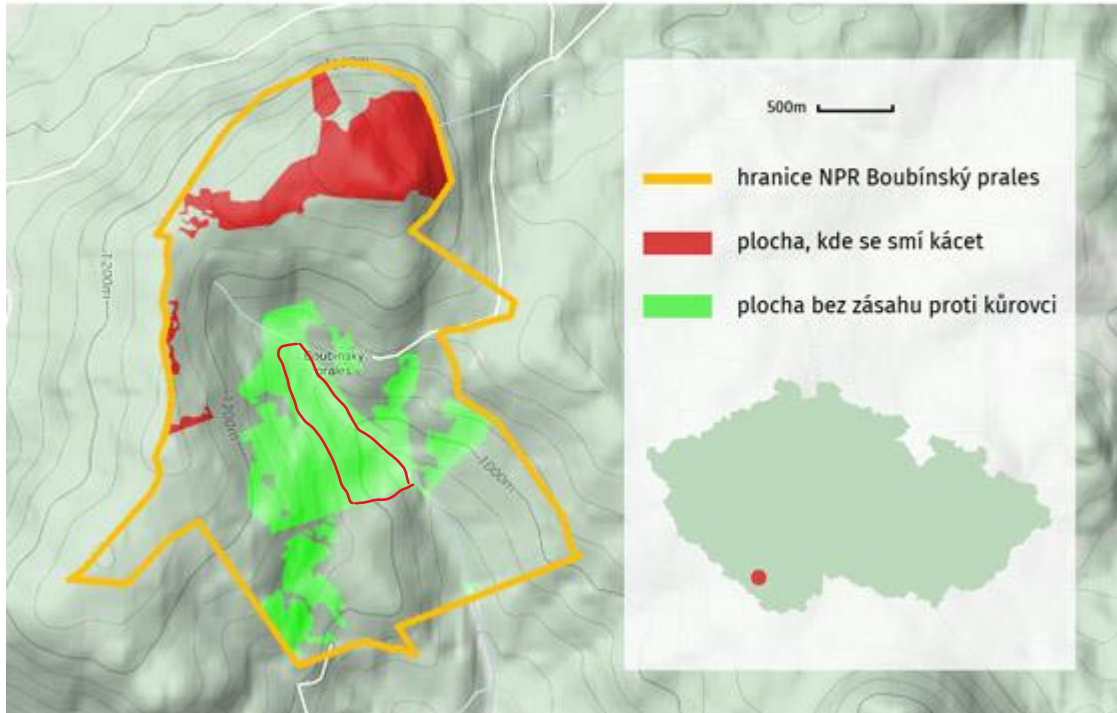 1200m
500m
hranice NPR Boubínský prales
plocha, kde se smí kácet
1200m
plocha bez zásahu proti kůrovci
Boubínský
prales
1200m
1000m